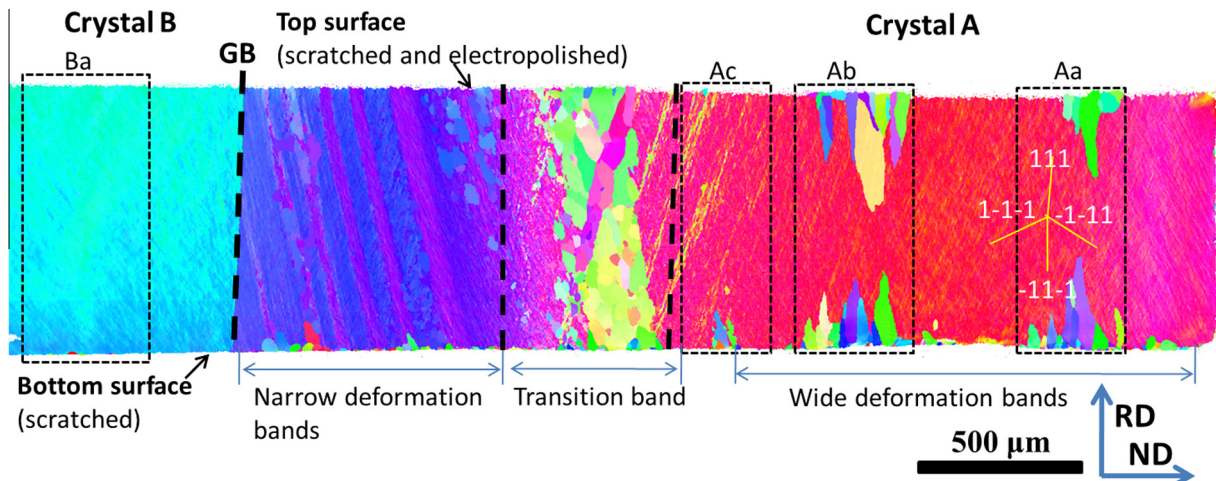 Crystal B
Top surface
(scratched and electropolished)
Crystal A
GB
Ba
Ac
Ab
Aa
111
1-1-1
-1-11
-11-1
Bottom surface
(scratched)
Narrow deformation
bands
Transition band
Wide deformation bands
500 µm
RD
ND